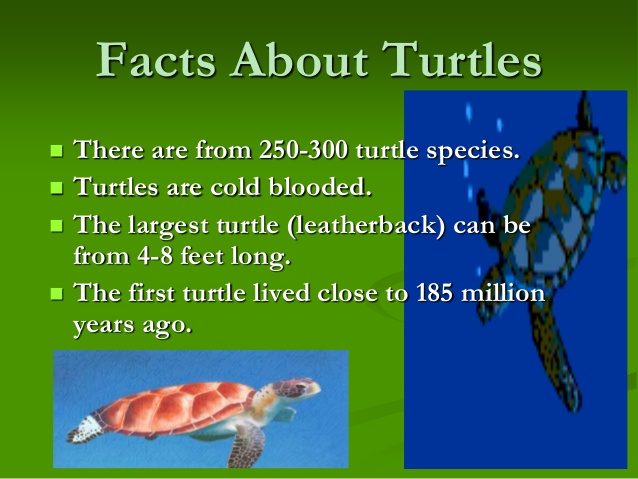 Facts About Turtles
There are from 250-300 turtle species.
Turtles are cold blooded.
The largest turtle (leatherback) can be
from 4-8 feet long.
The first turtle lived close to 185 million
years ago.